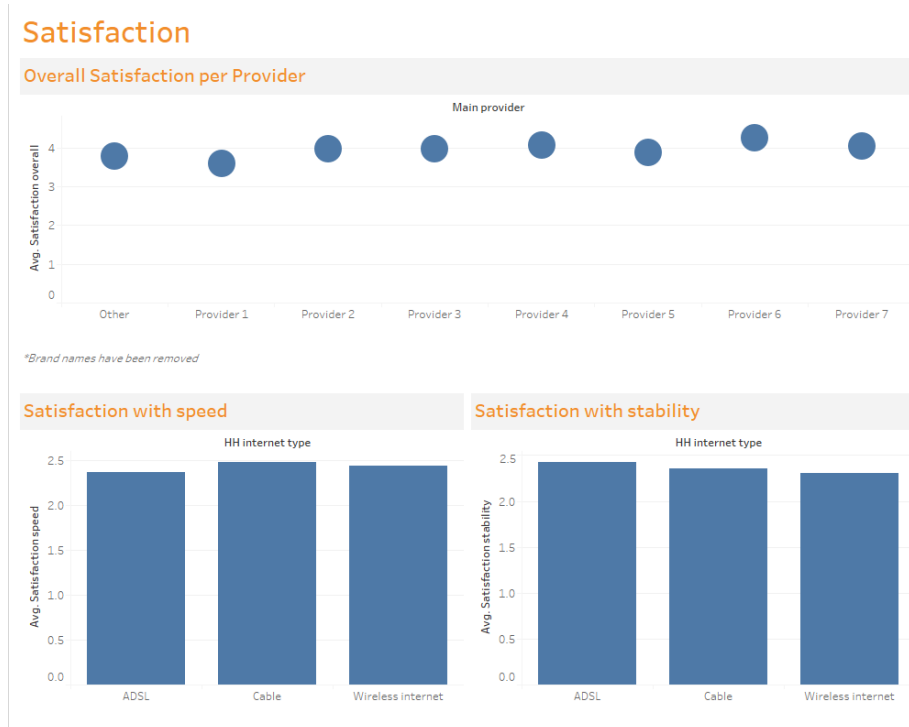 Satisfaction
Overall Satisfaction per Provider
Main provider
Avg. Satisfaction overall
4
3
2
1
0
Other Provider 1 Provider 2 Provider 3 Provider 4 Provider 5 Provider 6 Provider 7
*Brand names have been removed
Satisfaction with speed
HH internet type
Avg. Satisfaction speed
2.5
2.0
1.5
1.0
0.5
0.0
ADSL Cable Wireless internet
Satisfaction with stability
HH internet type
Avg. Satisfaction stability
2.5
2.0
1.5
1.0
0.5
0.0
ADSL Cable Wireless internet